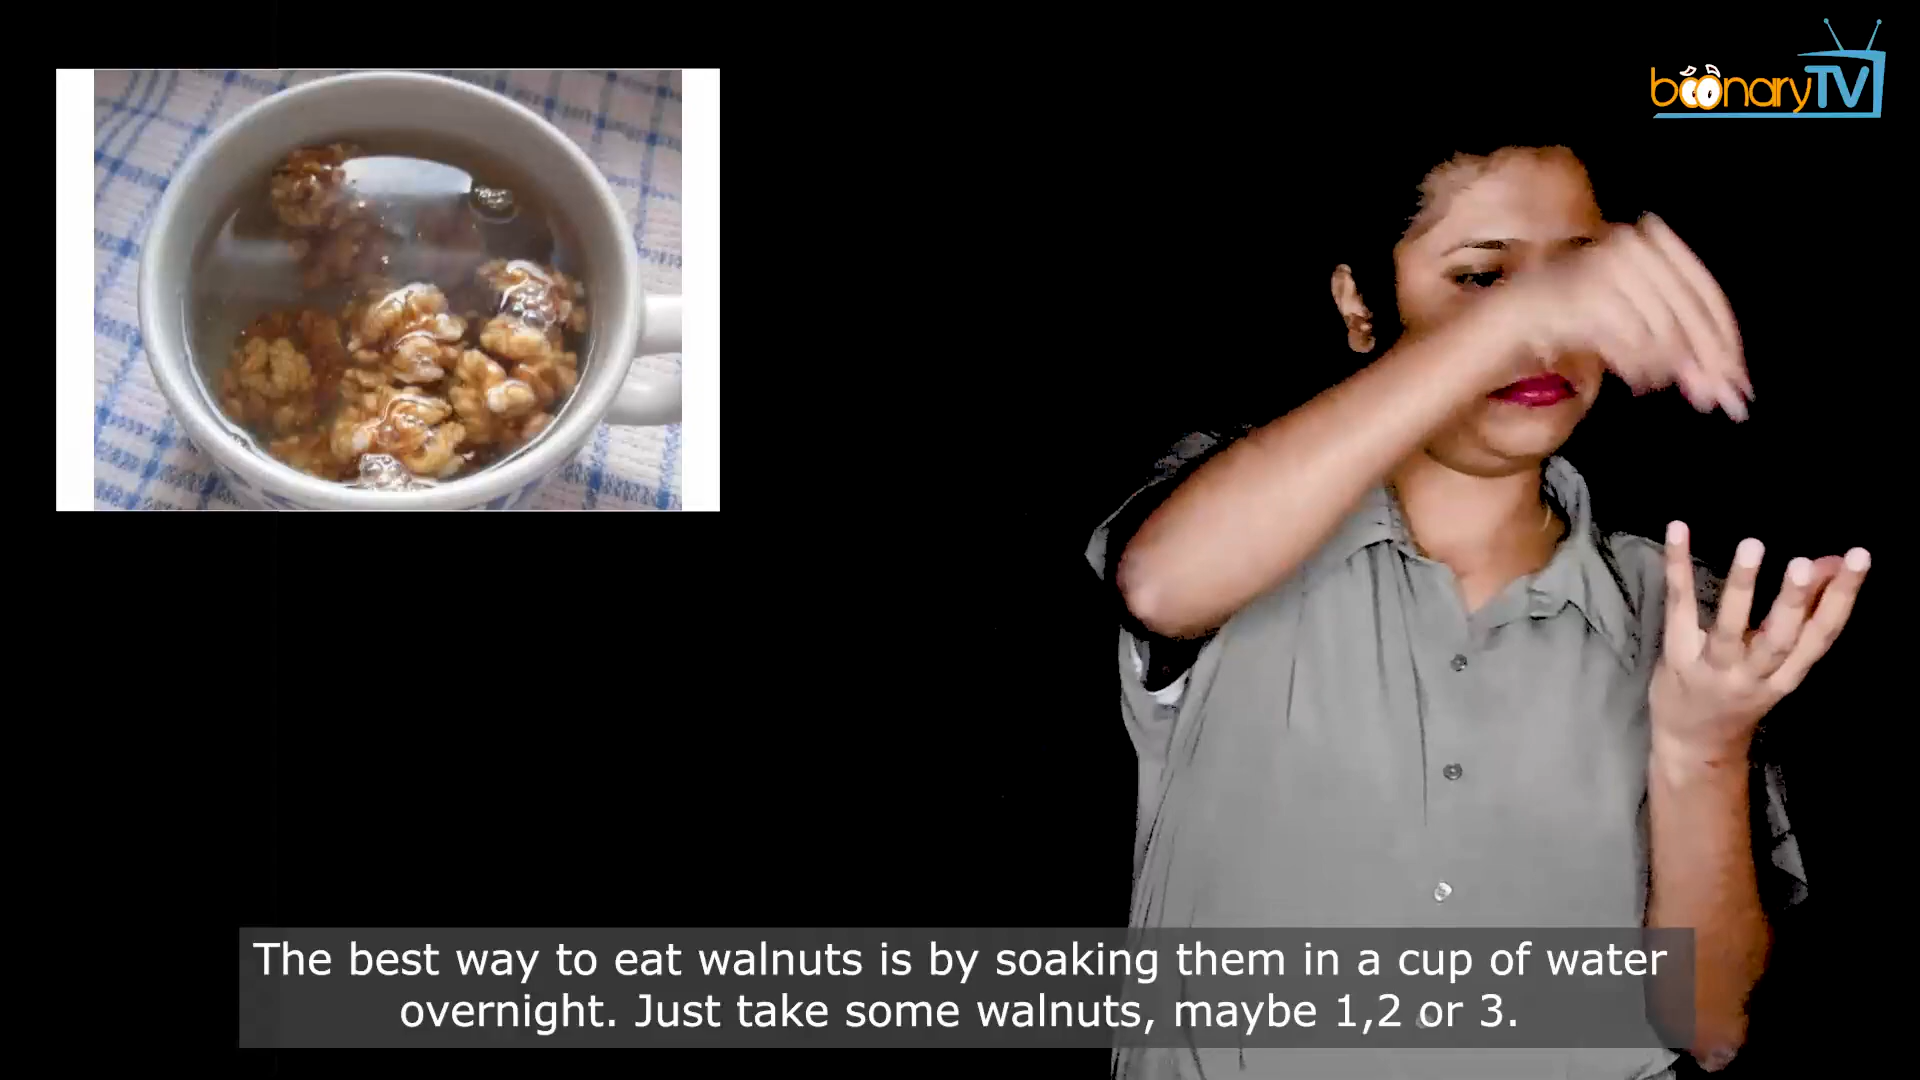 boonaryTV
The best way to eat walnuts is by soaking them in a cup of water
overnight. Just take some walnuts, maybe 1,2 or 3.